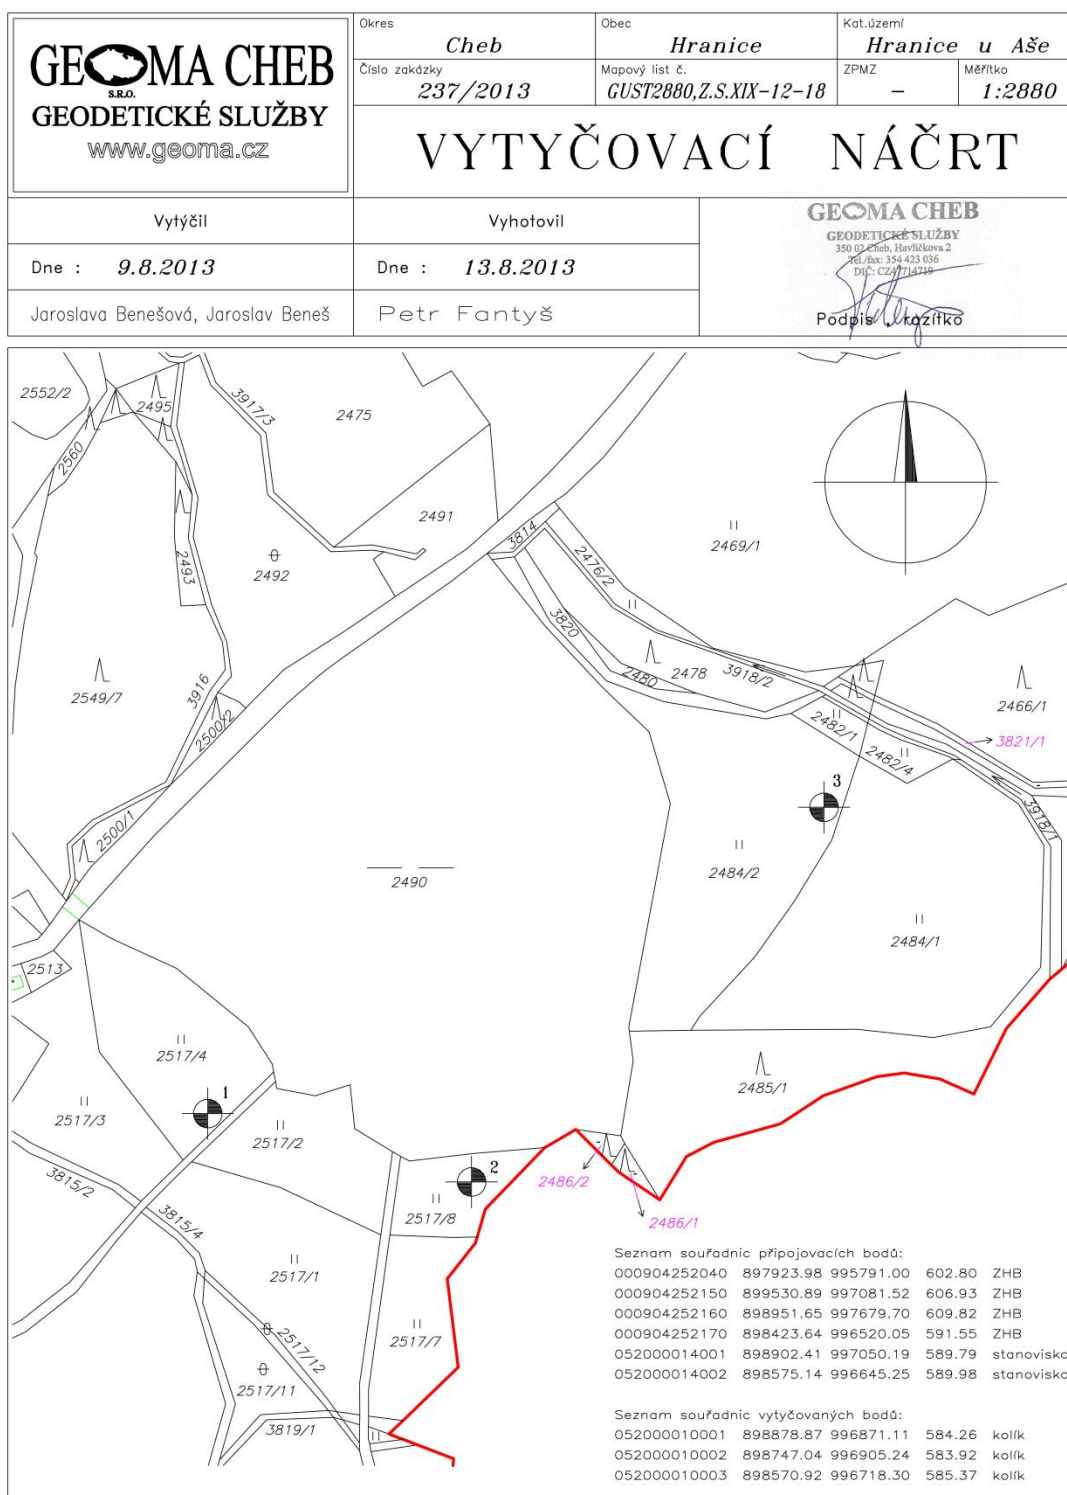 GEOMA CHEB
S.R.O.
GEODETICKÉ SLUŽBY
www.geoma.cz
Okres
Cheb
Obec
Hranice
Kat.území
Hranice u Aše
Číslo zakázky
237/2013
Mapový list č.
GUST2880,Z.S.XIX-12-18
ZPMZ
–
Měřítko
1:2880
VYTYČOVACÍ NÁČRT
Vytýčil
Vyhotovil
Dne : 9.8.2013
Dne : 13.8.2013
Jaroslava Benešová, Jaroslav Beneš
Petr Fantyš
GEOMA CHEB
GEODETICKÉ SLUŽBY
350 02 Cheb, Havlíčkova 2
Tel./fax: 354 423 036
DIČ: CZ47714719
Podpis, razítko
2552/2
2495
3917/3
2475
2560
2491
3814
2469/1
2476/2
2493
2492
3820
2549/7
3916
2480
2478
3918/2
2466/1
2500/2
2482/1
3821/1
2482/4
3
3918/1
2500/1
2490
2484/2
2484/1
2513
2517/4
2485/1
1
2517/3
2517/2
2
2486/2
3815/2
3815/4
2517/8
2486/1
2517/1
2517/7
2517/12
2517/11
3819/1
Seznam souřadnic připojovacích bodů:
000904252040 897923.98 995791.00 602.80 ZHB
000904252150 899530.89 997081.52 606.93 ZHB
000904252160 898951.65 997679.70 609.82 ZHB
000904252170 898423.64 996520.05 591.55 ZHB
052000014001 898902.41 997050.19 589.79 stanovisko
052000014002 898575.14 996645.25 589.98 stanovisko
Seznam souřadnic vytyčovaných bodů:
052000010001 898878.87 996871.11 584.26 kolík
052000010002 898747.04 996905.24 583.92 kolík
052000010003 898570.92 996718.30 585.37 kolík